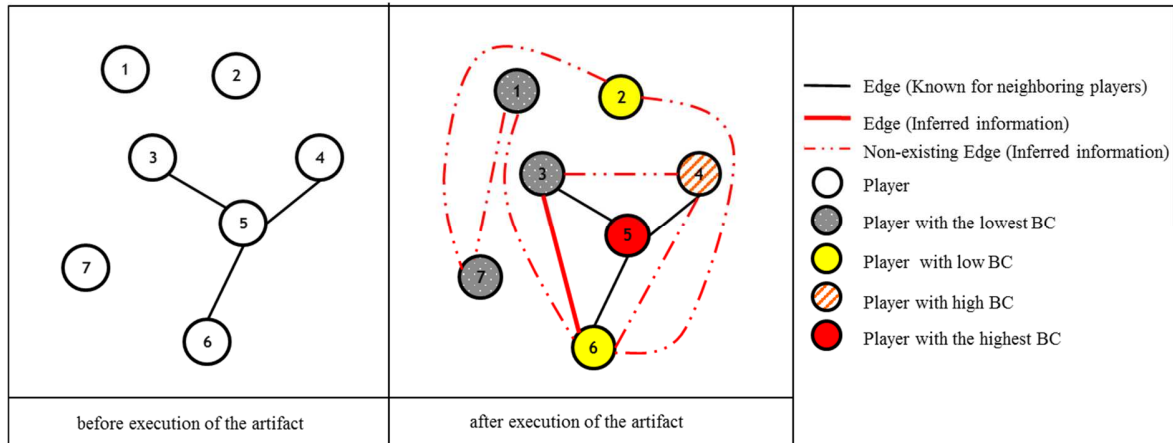 1
2
3
4
5
7
6
before execution of the artifact
1
2
3
4
5
7
6
after execution of the artifact
Edge (Known for neighboring players)
Edge (Inferred information)
Non-existing Edge (Inferred information)
Player
Player with the lowest BC
Player with low BC
Player with high BC
Player with the highest BC